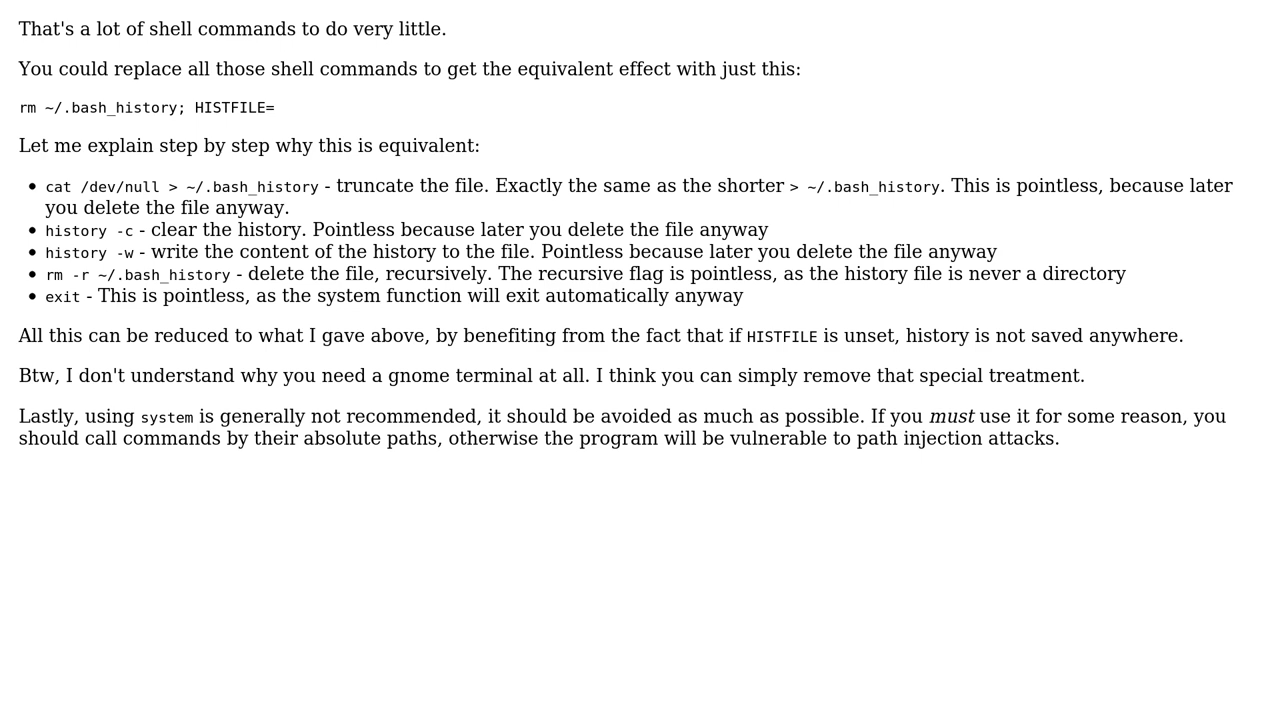 That's a lot of shell commands to do very little.
You could replace all those shell commands to get the equivalent effect with just this:
rm ~/.bash_history; HISTFILE=
Let me explain step by step why this is equivalent:
• cat /dev/null > ~/.bash_history - truncate the file. Exactly the same as the shorter > ~/.bash_history. This is pointless, because later
you delete the file anyway.
• history -c - clear the history. Pointless because later you delete the file anyway
• history -w - write the content of the history to the file. Pointless because later you delete the file anyway
• rm -r ~/.bash_history - delete the file, recursively. The recursive flag is pointless, as the history file is never a directory
• exit - This is pointless, as the system function will exit automatically anyway
All this can be reduced to what I gave above, by benefiting from the fact that if HISTFILE is unset, history is not saved anywhere.
Btw, I don't understand why you need a gnome terminal at all. I think you can simply remove that special treatment.
Lastly, using system is generally not recommended, it should be avoided as much as possible. If you must use it for some reason, you
should call commands by their absolute paths, otherwise the program will be vulnerable to path injection attacks.